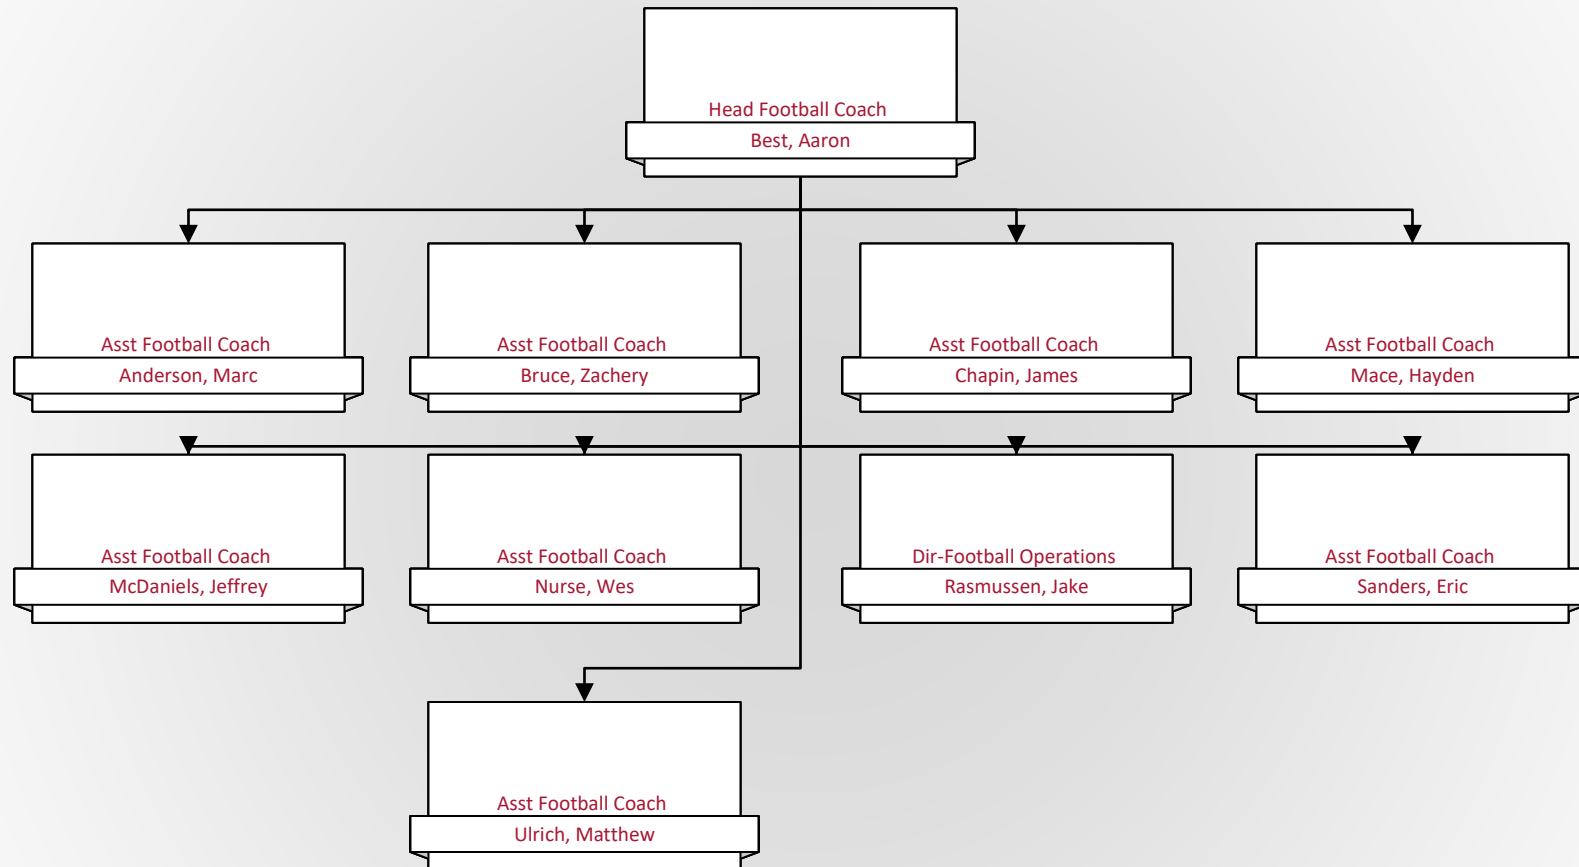 Head Football Coach
Best, Aaron
Asst Football Coach
Anderson, Marc
Asst Football Coach
Bruce, Zachery
Asst Football Coach
Chapin, James
Asst Football Coach
Mace, Hayden
Asst Football Coach
McDaniels, Jeffrey
Asst Football Coach
Nurse, Wes
Dir-Football Operations
Rasmussen, Jake
Asst Football Coach
Sanders, Eric
Asst Football Coach
Ulrich, Matthew